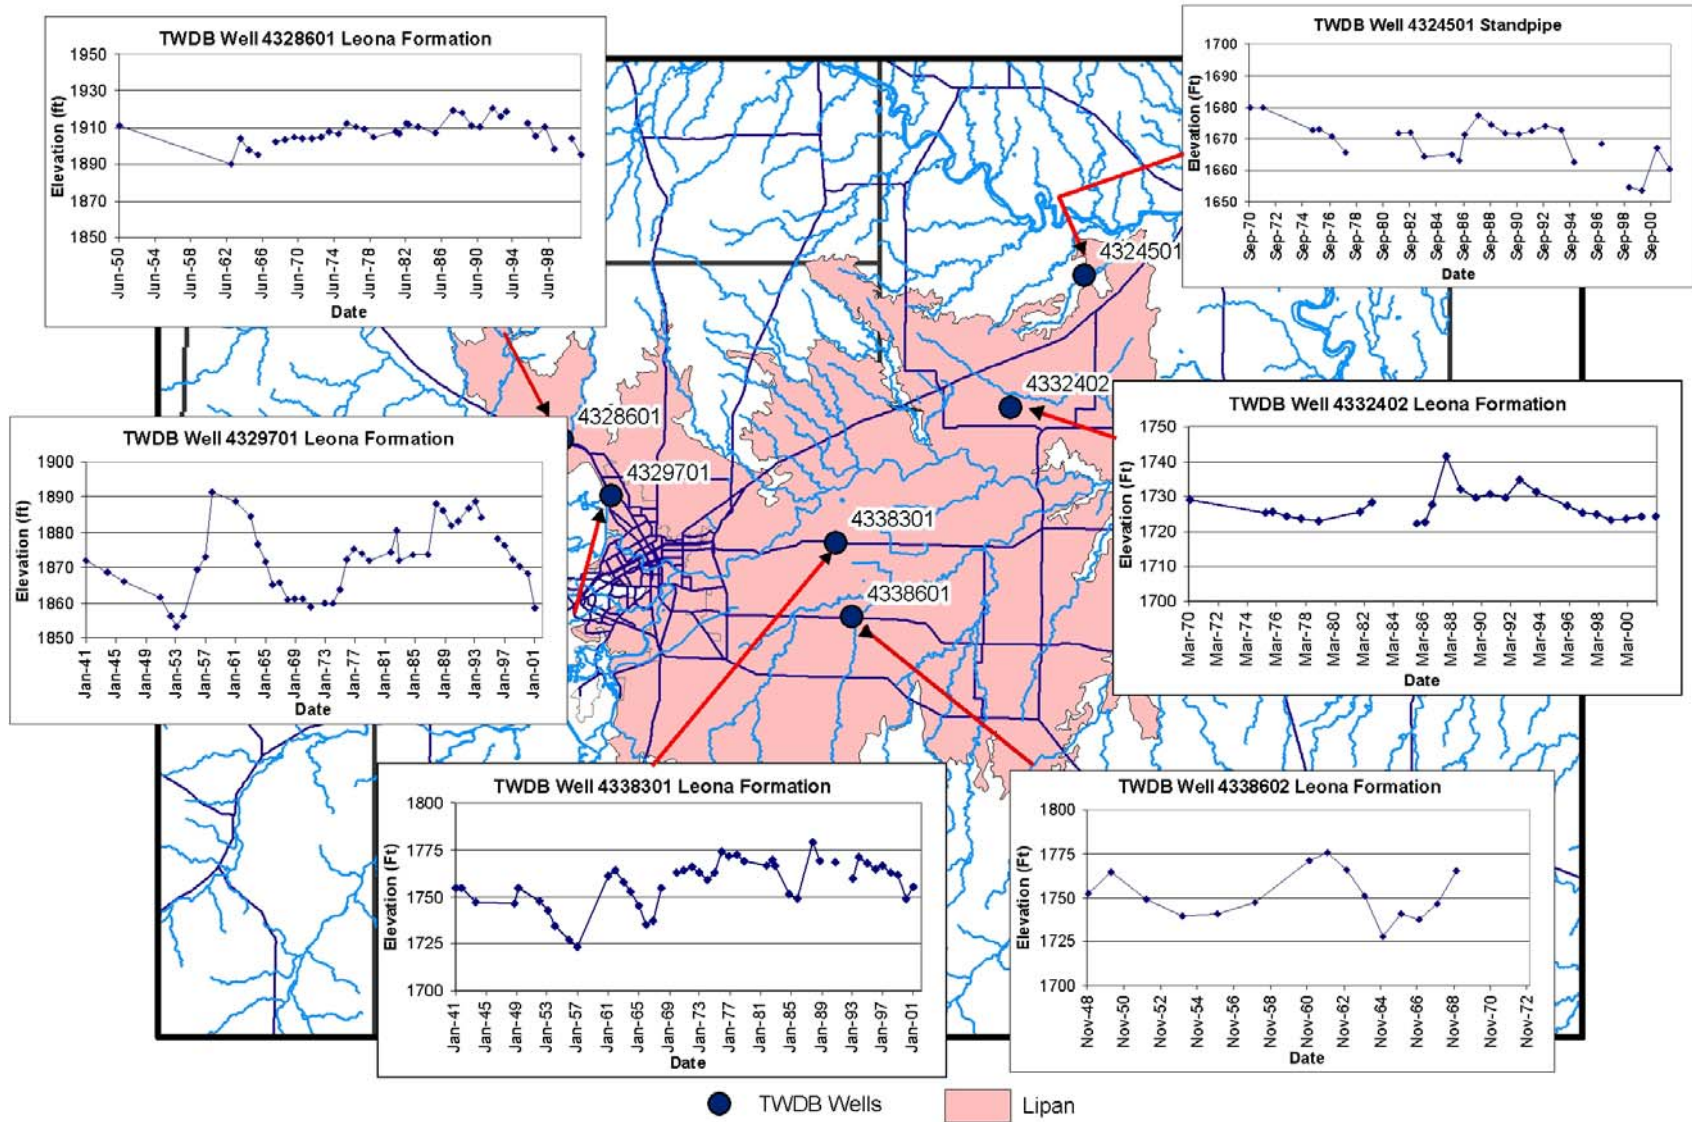 TWDB Well 4328601 Leona Formation
1950
1930
1910
1890
1870
1850
Elevation (ft)
Jun-50
Jun-54
Jun-58
Jun-62
Jun-66
Jun-70
Jun-74
Jun-78
Jun-82
Jun-86
Jun-90
Jun-94
Jun-98
Date
TWDB Well 4324501 Standpipe
1700
1690
1680
1670
1660
1650
Elevation (Ft)
Sep-70
Sep-72
Sep-74
Sep-76
Sep-78
Sep-80
Sep-82
Sep-84
Sep-86
Sep-88
Sep-90
Sep-92
Sep-94
Sep-96
Sep-98
Sep-00
Date
4324501
4332402
4328601
4329701
4338301
4338601
TWDB Well 4329701 Leona Formation
1900
1890
1880
1870
1860
1850
Elevation (ft)
Jan-41
Jan-45
Jan-49
Jan-53
Jan-57
Jan-61
Jan-65
Jan-69
Jan-73
Jan-77
Jan-81
Jan-85
Jan-89
Jan-93
Jan-97
Jan-01
Date
TWDB Well 4332402 Leona Formation
1750
1740
1730
1720
1710
1700
Elevation (Ft)
Mar-70
Mar-72
Mar-74
Mar-76
Mar-78
Mar-80
Mar-82
Mar-84
Mar-86
Mar-88
Mar-90
Mar-92
Mar-94
Mar-96
Mar-98
Mar-00
Date
TWDB Well 4338301 Leona Formation
1800
1775
1750
1725
1700
Elevation (Ft)
Jan-41
Jan-45
Jan-49
Jan-53
Jan-57
Jan-61
Jan-65
Jan-69
Jan-73
Jan-77
Jan-81
Jan-85
Jan-89
Jan-93
Jan-97
Jan-01
Date
TWDB Well 4338602 Leona Formation
1800
1775
1750
1725
1700
Elevation (Ft)
Nov-48
Nov-50
Nov-52
Nov-54
Nov-56
Nov-58
Nov-60
Nov-62
Nov-64
Nov-66
Nov-68
Nov-70
Nov-72
Date
TWDB Wells
Lipan